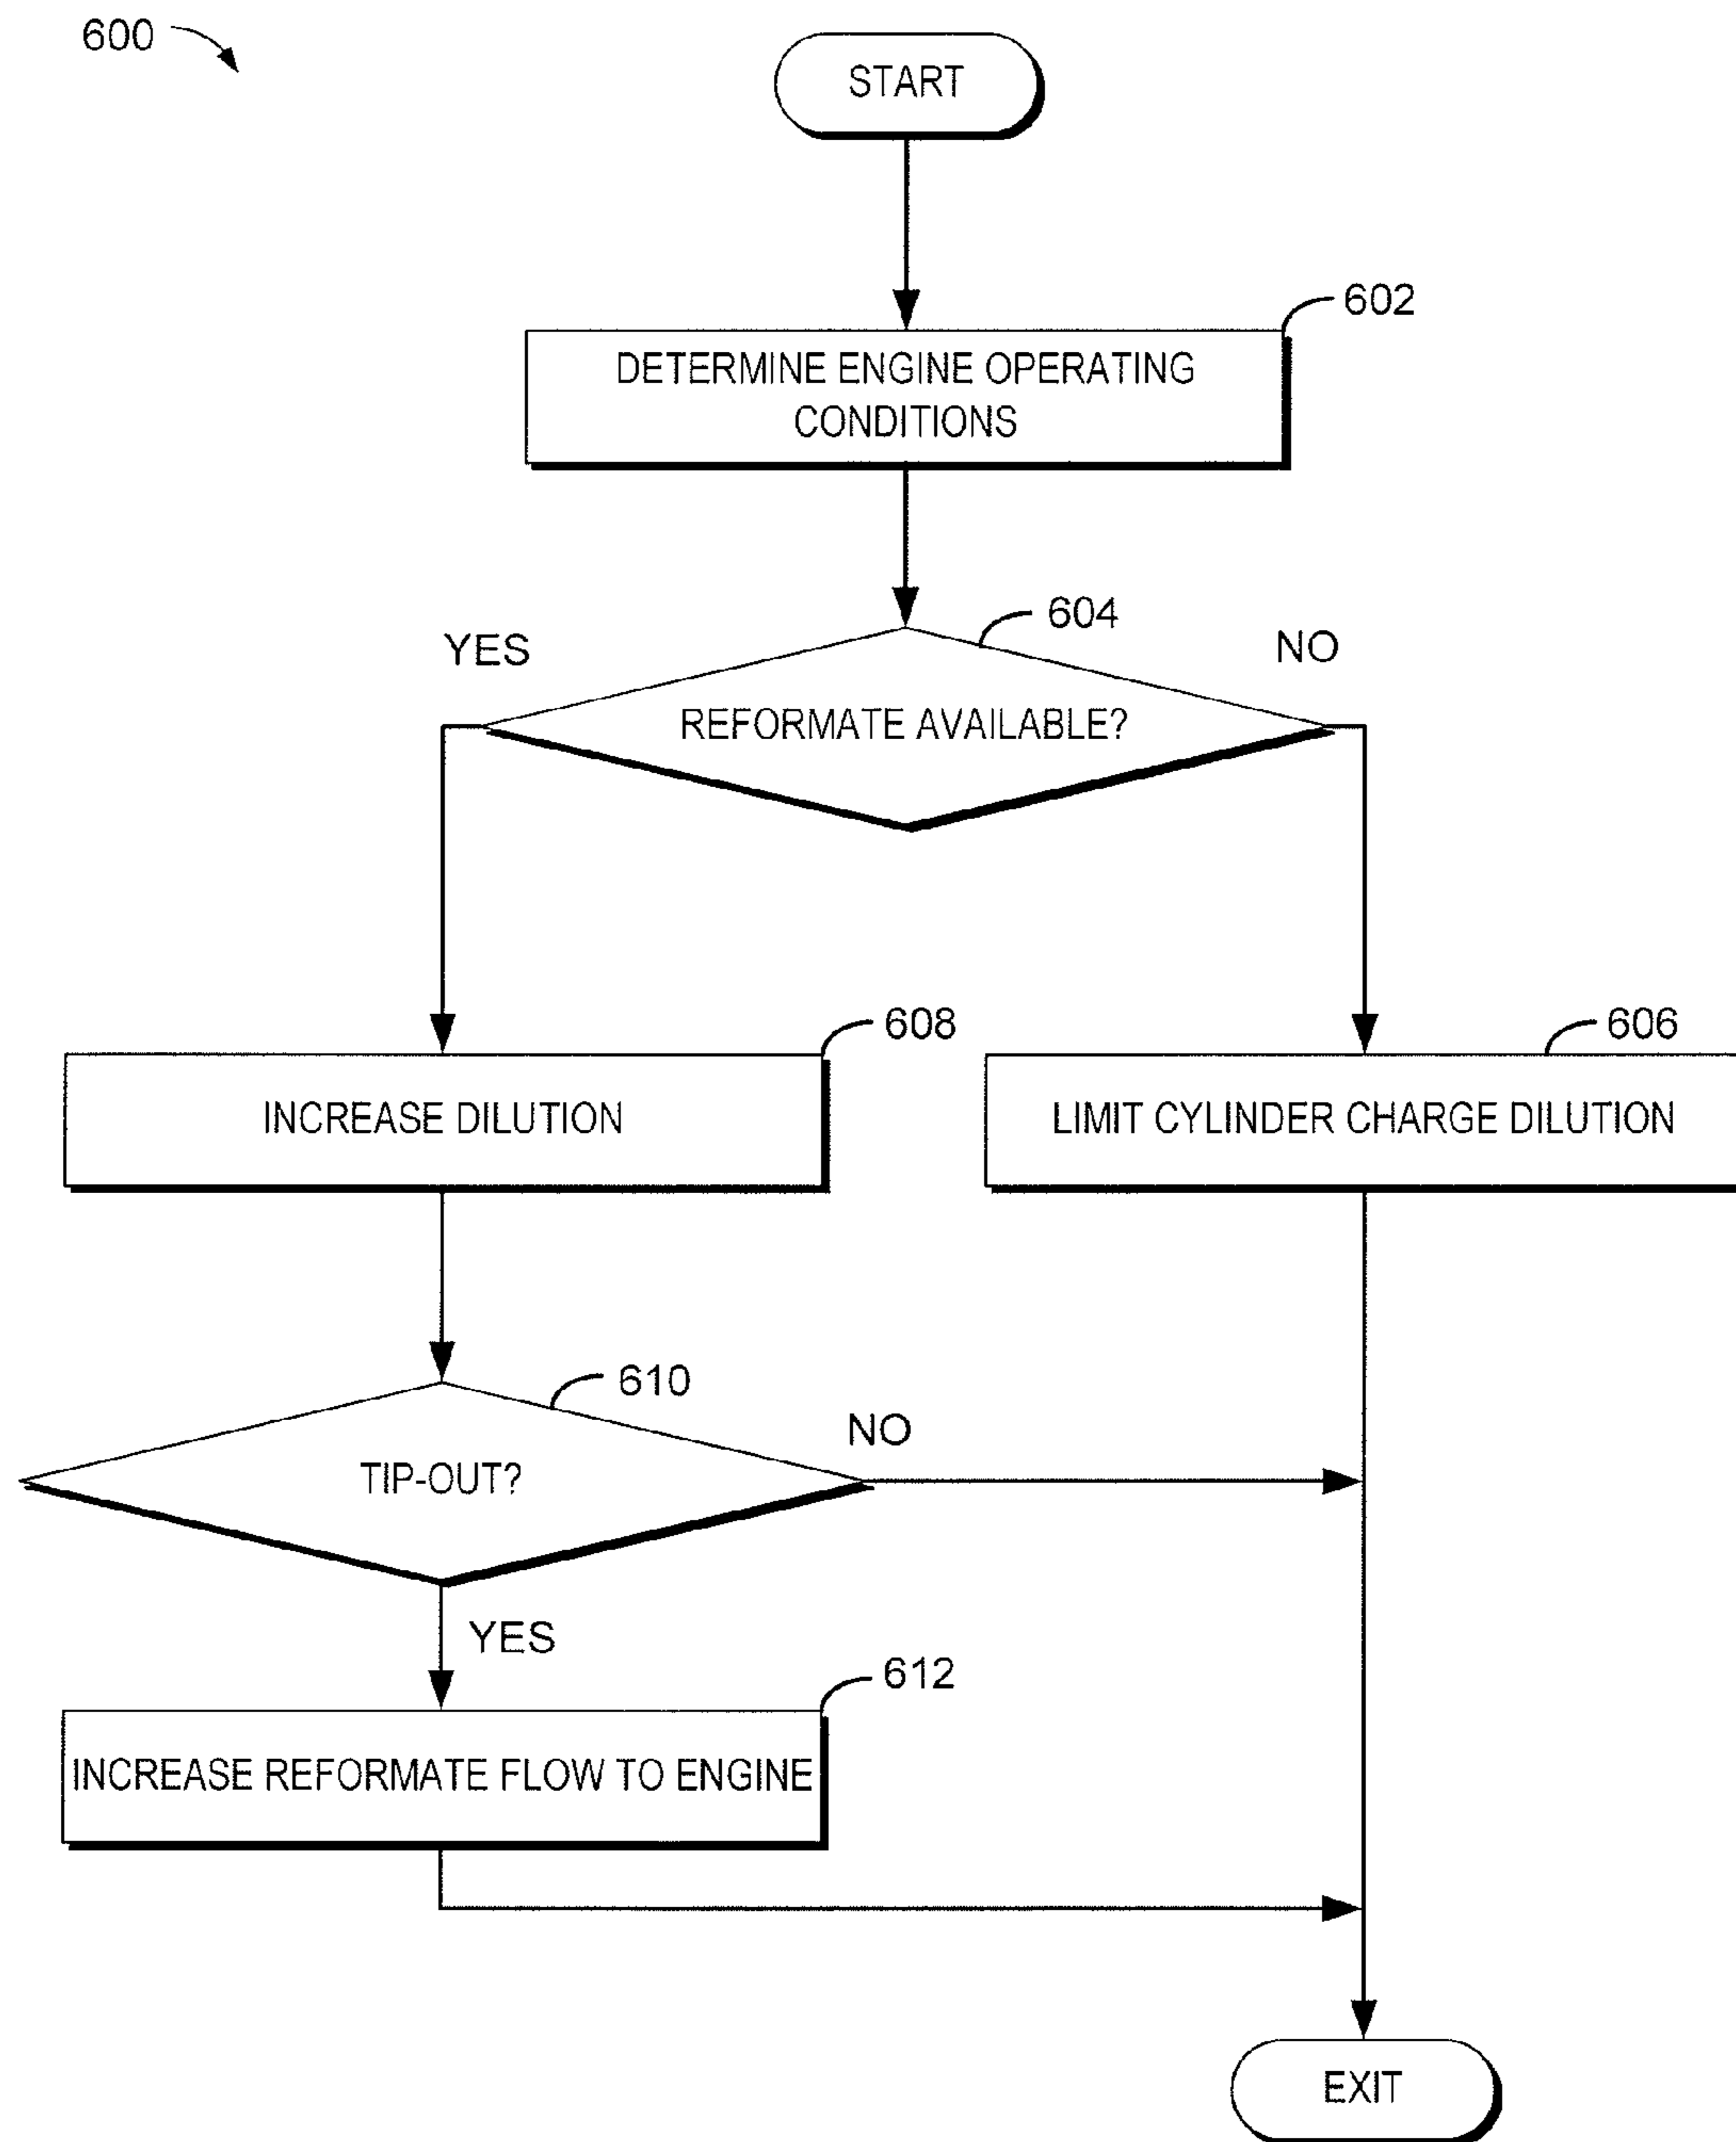 600
START
602
DETERMINE ENGINE OPERATING
CONDITIONS
604
YES
NO
REFORMATE AVAILABLE?
608
606
INCREASE DILUTION
LIMIT CYLINDER CHARGE DILUTION
610
NO
TIP-OUT?
YES
612
INCREASE REFORMATE FLOW TO ENGINE
EXIT